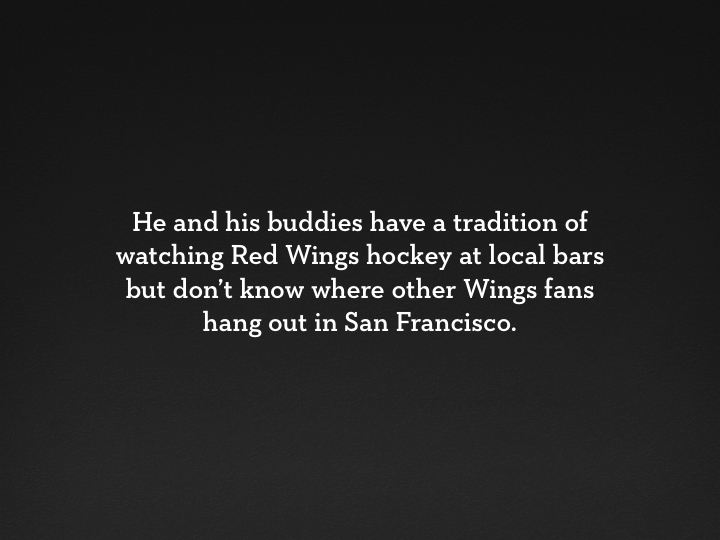 He and his buddies have a tradition of
watching Red Wings hockey at local bars
but don’t know where other Wings fans
hang out in San Francisco.